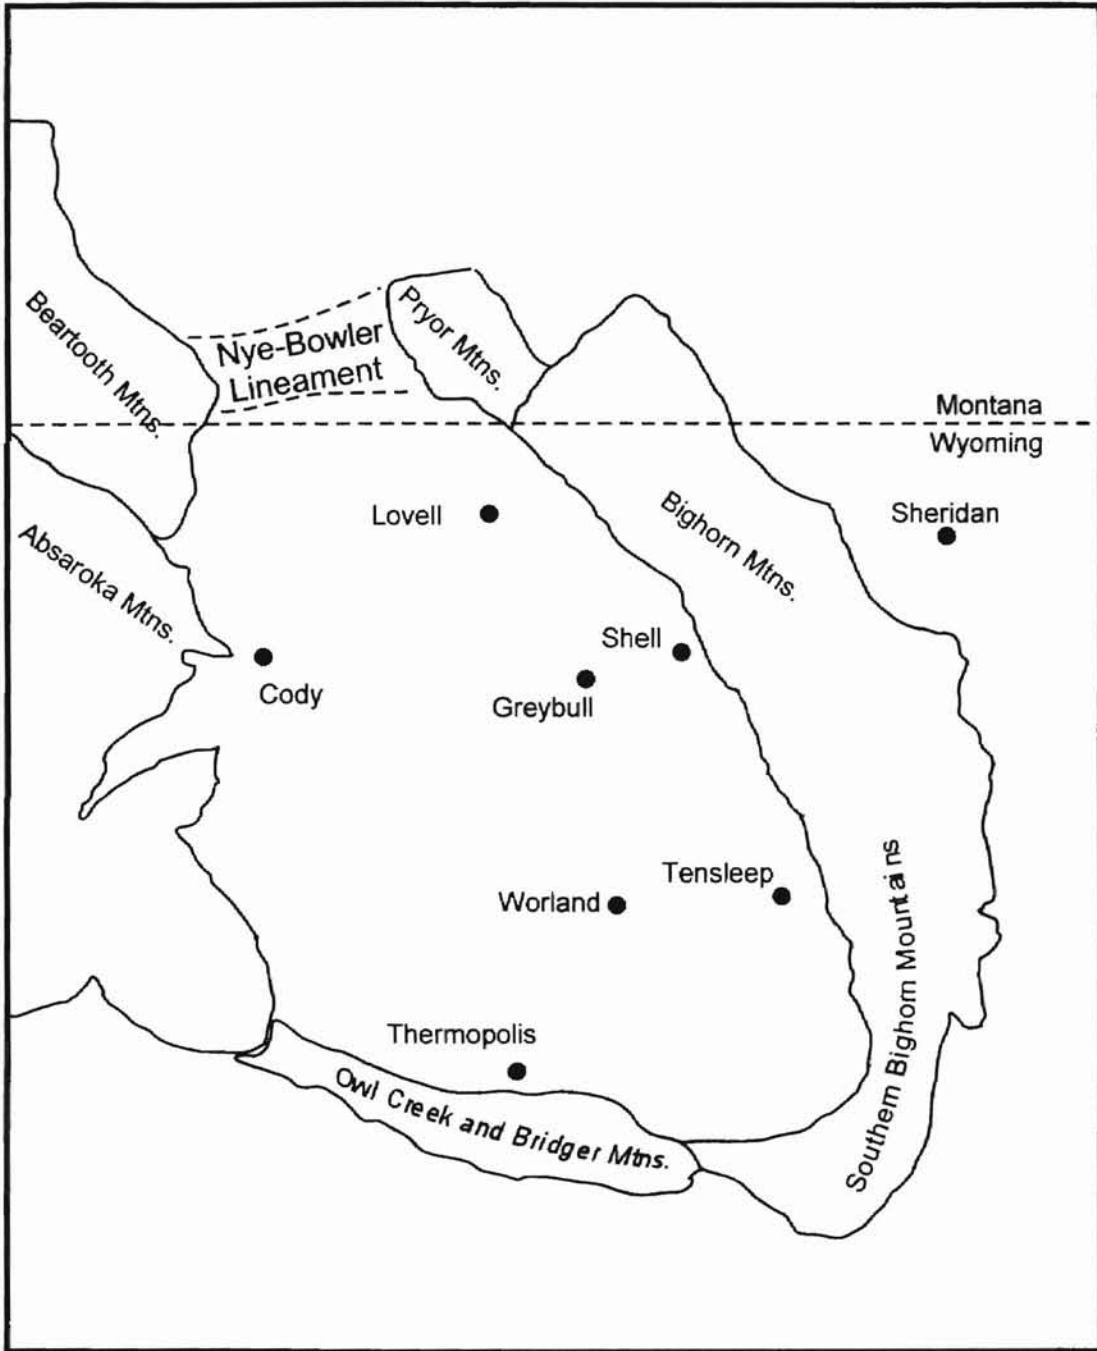 Beartooth Mtns.
Nye-Bowler
Lineament
Pryor Mtns.
Montana
Wyoming
Absaroka Mtns.
Lovell
Bighorn Mtns.
Sheridan
Cody
Shell
Greybull
Worland
Tensleep
Thermopolis
Owl Creek and Bridger Mtns.
Southern Bighorn Mountains